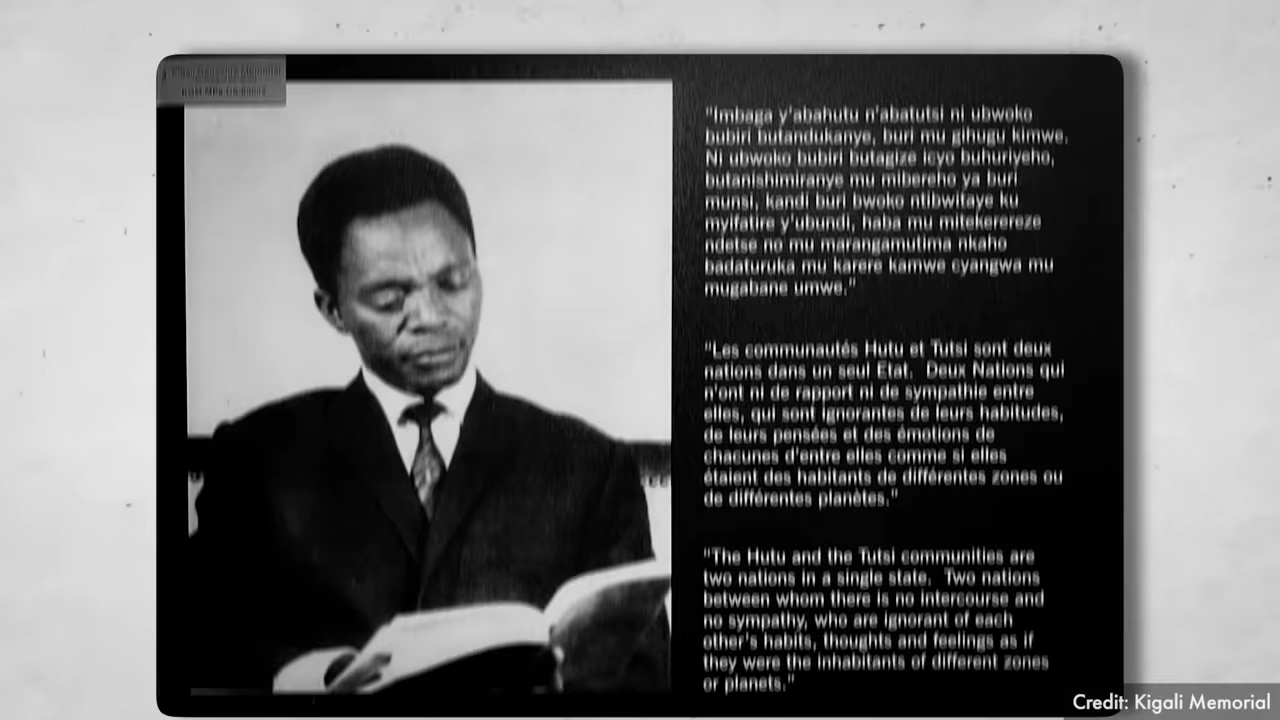 "Imbaga y'abahutu n'abatutsi ni ubwoko
bubiri butandukanye, buri mu gihugu kimwe.
Ni ubwoko bubiri butagize icyo buhuriyeho,
butanishimiranye mu mibereho ya buri
munsi, kandi buri bwoko ntibwitaye ku
myifatire y'ubundi, haba mu mitekerereze
ndetse no mu marangamutima nkaho
badaturuka mu karere kamwe cyangwa mu
mugabane umwe."
"Les communautés Hutu et Tutsi sont deux
nations dans un seul Etat. Deux Nations qui
n'ont ni de rapport ni de sympathie entre
elles, qui sont ignorantes de leurs habitudes,
de leurs pensées et des émotions de
chacunes d'entre elles comme si elles
étaient des habitants de différentes zones ou
de différentes planètes."
"The Hutu and the Tutsi communities are
two nations in a single state. Two nations
between whom there is no intercourse and
no sympathy, who are ignorant of each
other's habits, thoughts and feelings as if
they were the inhabitants of different zones
or planets."
Credit: Kigali Memorial